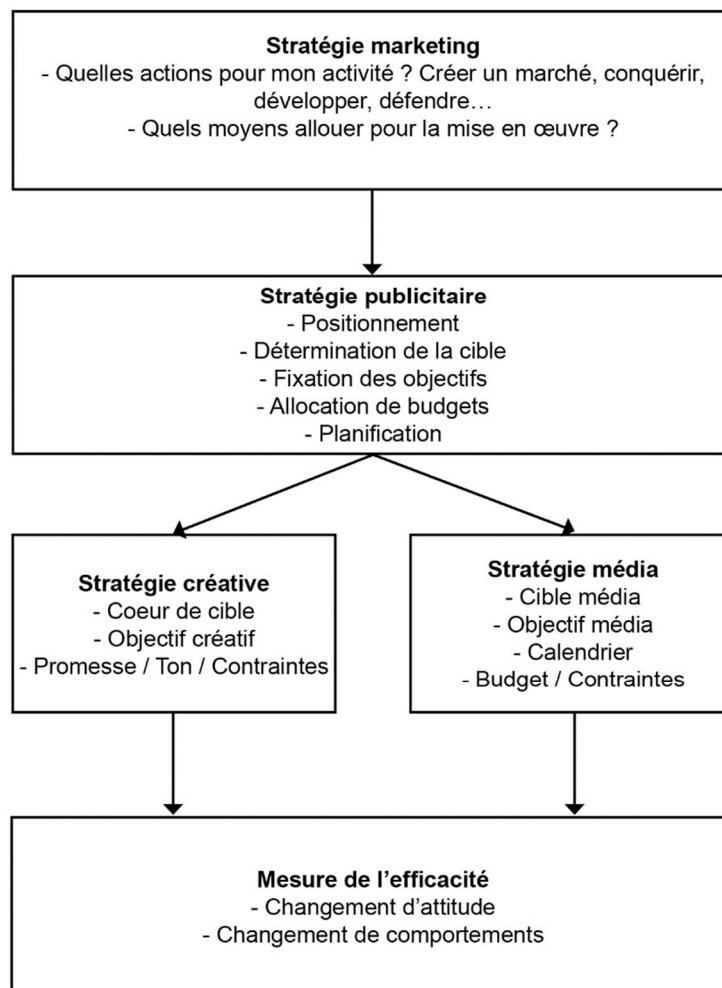 Stratégie marketing
- Quelles actions pour mon activité ? Créer un marché, conquérir,
développer, défendre…
- Quels moyens allouer pour la mise en œuvre ?
Stratégie publicitaire
- Positionnement
- Détermination de la cible
- Fixation des objectifs
- Allocation de budgets
- Planification
Stratégie créative
- Coeur de cible
- Objectif créatif
- Promesse / Ton / Contraintes
Stratégie média
- Cible média
- Objectif média
- Calendrier
- Budget / Contraintes
Mesure de l’efficacité
- Changement d’attitude
- Changement de comportements